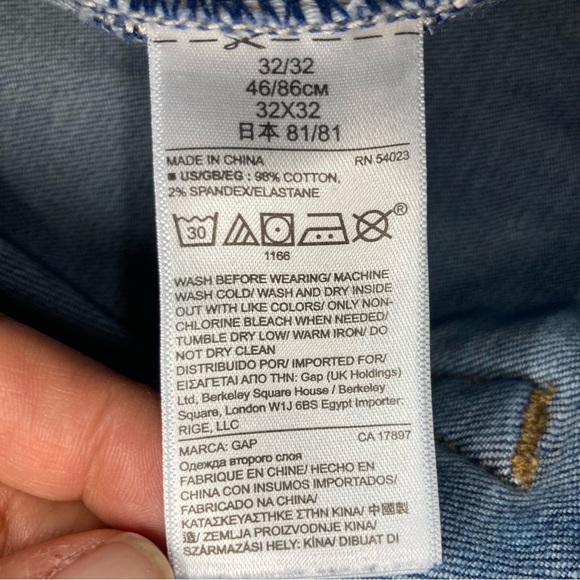 32/32
46/86СМ
32X32
日本 81/81
MADE IN CHINA RN 54023
■ US/GB/EG : 98% COTTON,
2% SPANDEX/ELASTANE
30
®
1166
WASH BEFORE WEARING/ MACHINE
WASH COLD/ WASH AND DRY INSIDE
OUT WITH LIKE COLORS/ ONLY NON-
CHLORINE BLEACH WHEN NEEDED/
TUMBLE DRY LOW/ WARM IRON/ DO
NOT DRY CLEAN
DISTRIBUIDO POR/ IMPORTED FOR/
ΕΙΣΑΓΕΤΑΙ ΑΠΟ ΤΗΝ: Gap (UK Holdings)
Ltd, Berkeley Square House / Berkeley
Square, London W1J 6BS Egypt Importer:
RIGE, LLC
MARCA: GAP CA 17897
Одежда второго слоя
FABRIQUE EN CHINE/ HECHO EN
CHINA CON INSUMOS IMPORTADOS/
FABRICADO NA CHINA/
ΚΑΤΑΣΚΕΥΑΣΤΗΚΕ ΣΤΗΝ ΚΙΝΑ/ 中國製
造/ ZEMLJA PROIZVODNJE KINA/
SZÁRMAZÁSI HELY: KÍNA/ DIBUAT DI